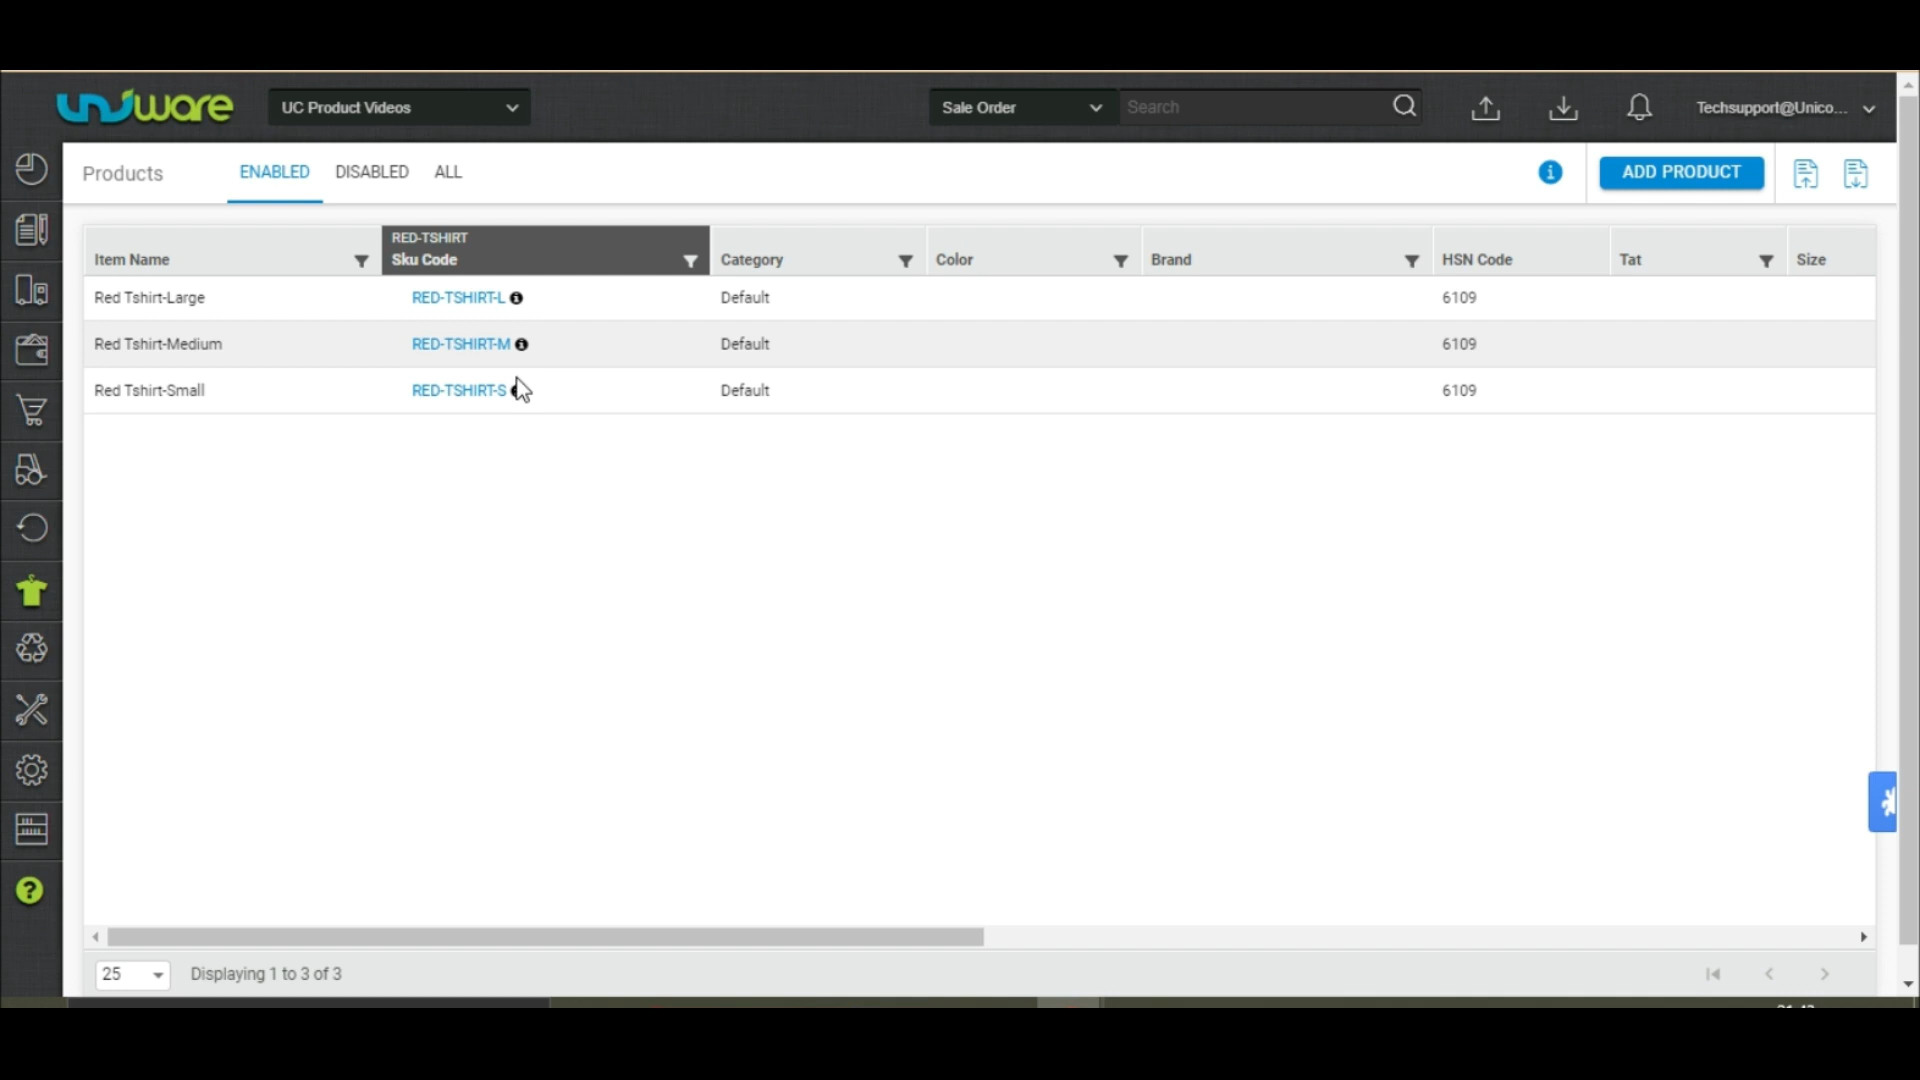 uniware
UC Product Videos
Sale Order
Search
Techsupport@Unico...
Products
ENABLED
DISABLED
ALL
i
ADD PRODUCT
RED-TSHIRT
Item Name
Sku Code
Category
Color
Brand
HSN Code
Tat
Size
Red Tshirt-Large
RED-TSHIRT-L
Default
6109
Red Tshirt-Medium
RED-TSHIRT-M
Default
6109
Red Tshirt-Small
RED-TSHIRT-S
Default
6109
?
25
Displaying 1 to 3 of 3